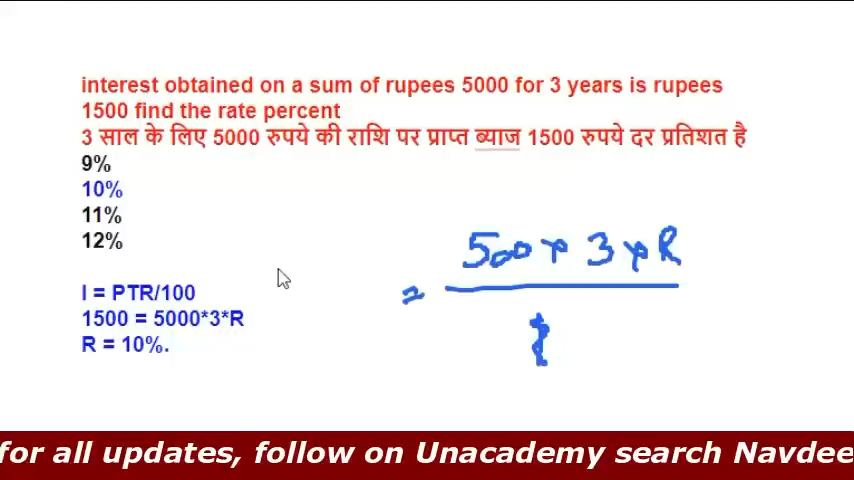 interest obtained on a sum of rupees 5000 for 3 years is rupees
1500 find the rate percent
3 साल के लिए 5000 रुपये की राशि पर प्राप्त ब्याज 1500 रुपये दर प्रतिशत है
9%
10%
11%
12%
I = PTR/100
1500 = 5000*3*R
R = 10%.
= 500 × 3 × R
for all updates, follow on Unacademy search Navdee